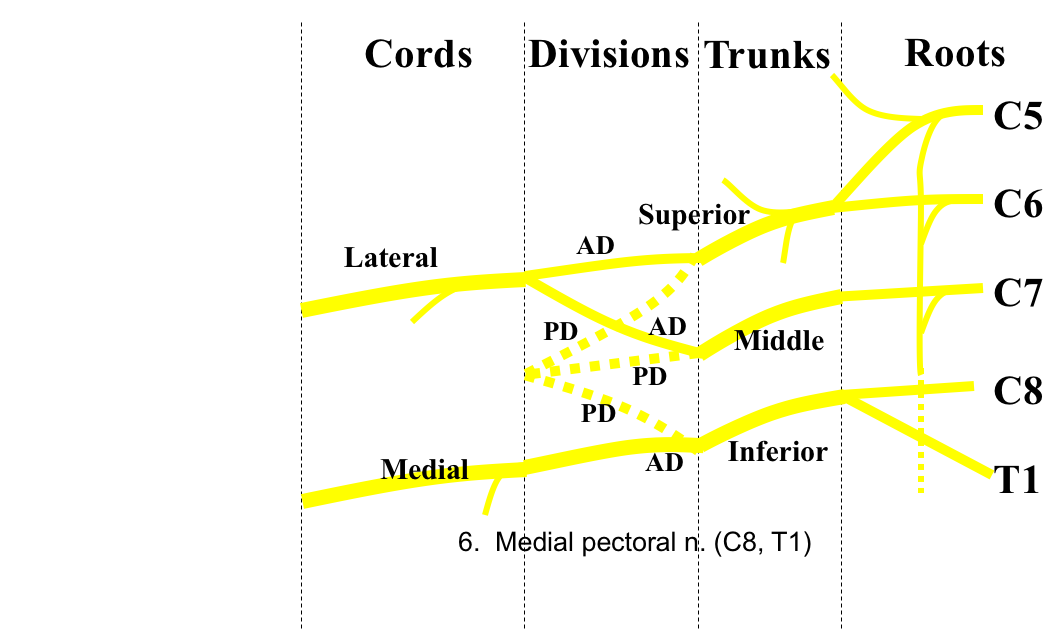 Cords Divisions Trunks Roots
C5
C6
Superior
AD
Lateral
C7
AD
PD
Middle
PD
C8
PD
Inferior
AD
Medial
T1
6. Medial pectoral n. (C8, T1)